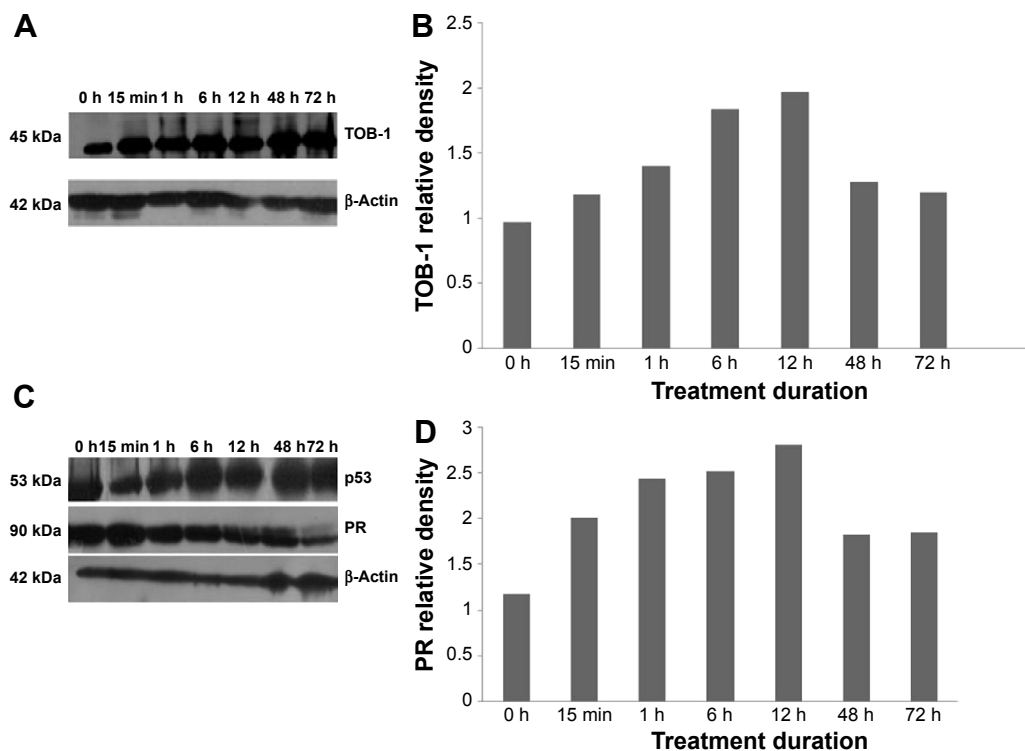 A
0 h 15 min 1 h 6 h 12 h 48 h 72 h
45 kDa TOB-1
42 kDa β-Actin
B
TOB-1 relative density
2.5
2
1.5
1
0.5
0
0 h 15 min 1 h 6 h 12 h 48 h 72 h
Treatment duration
C
0 h 15 min 1 h 6 h 12 h 48 h 72 h
53 kDa p53
90 kDa PR
42 kDa β-Actin
D
PR relative density
3
2.5
2
1.5
1
0.5
0
0 h 15 min 1 h 6 h 12 h 48 h 72 h
Treatment duration